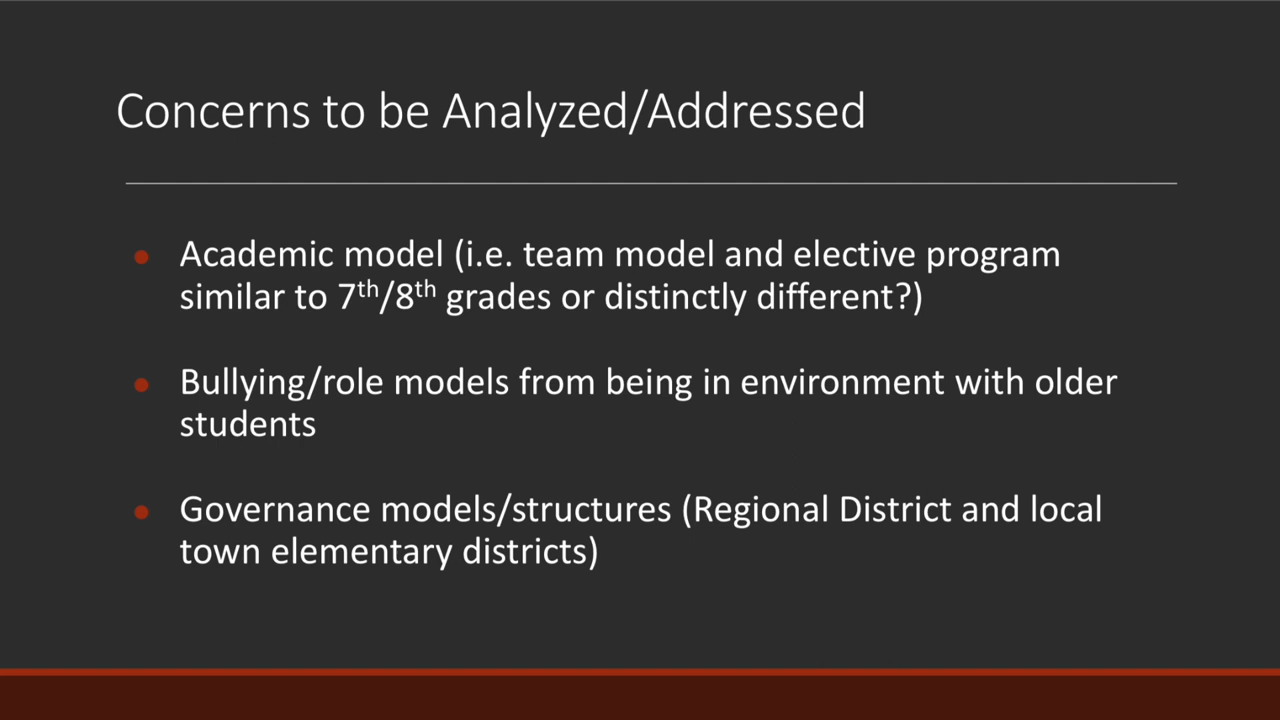 Concerns to be Analyzed/Addressed
● Academic model (i.e. team model and elective program
similar to 7th/8th grades or distinctly different?)
● Bullying/role models from being in environment with older
students
● Governance models/structures (Regional District and local
town elementary districts)